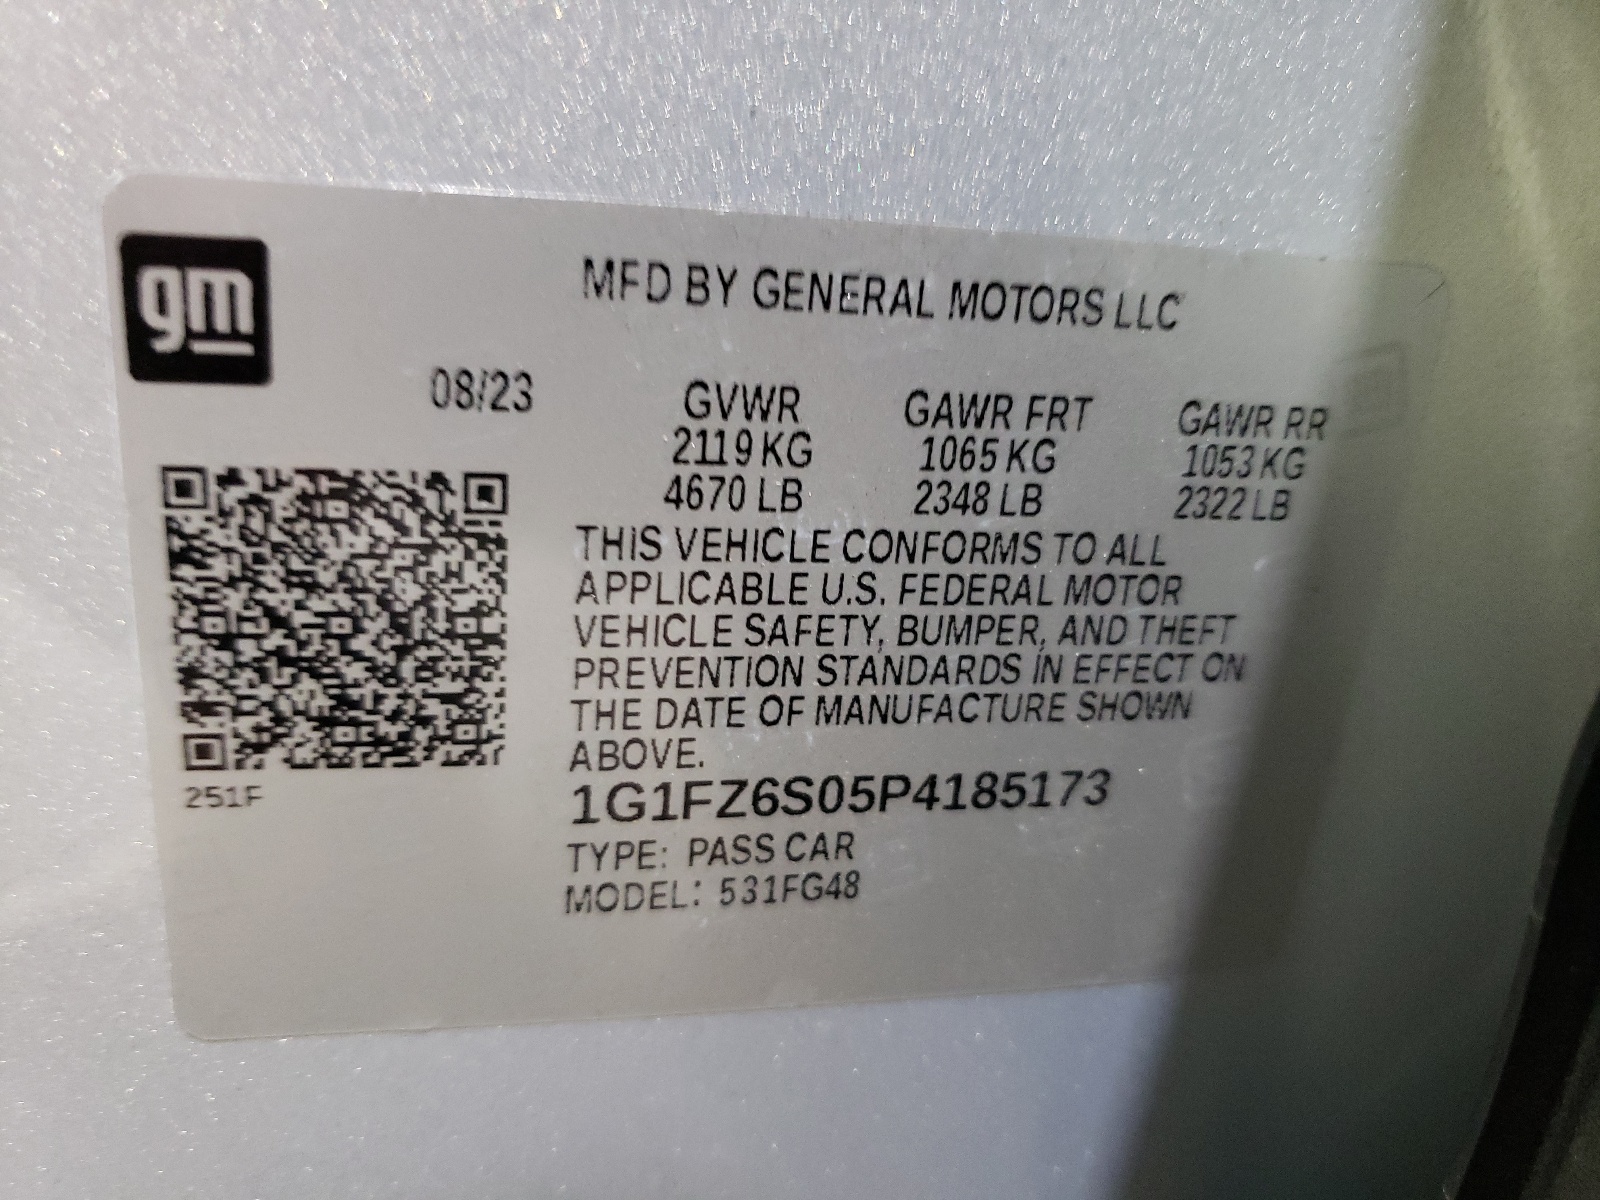 gm
MFD BY GENERAL MOTORS LLC
08/23 GVWR GAWR FRT GAWR RR
2119 KG 1065 KG 1053 KG
4670 LB 2348 LB 2322 LB
THIS VEHICLE CONFORMS TO ALL
APPLICABLE U.S. FEDERAL MOTOR
VEHICLE SAFETY, BUMPER, AND THEFT
PREVENTION STANDARDS IN EFFECT ON
THE DATE OF MANUFACTURE SHOWN
ABOVE.
251F
1G1FZ6S05P4185173
TYPE: PASS CAR
MODEL: 531FG48